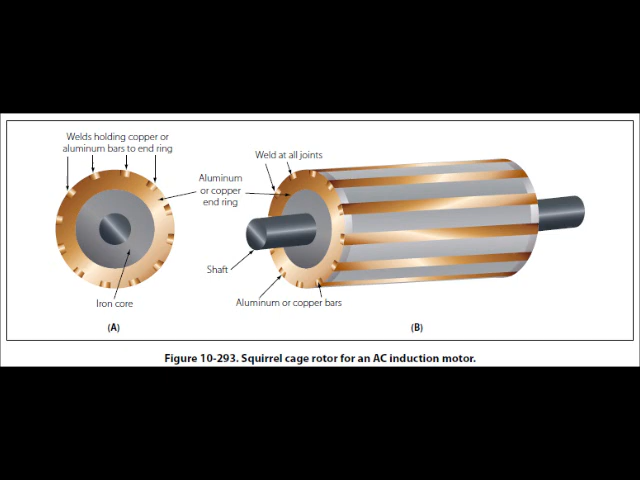 Welds holding copper or
aluminum bars to end ring
Weld at all joints
Aluminum
or copper
end ring
Shaft
Iron core
Aluminum or copper bars
(A)
(B)
Figure 10-293. Squirrel cage rotor for an AC induction motor.